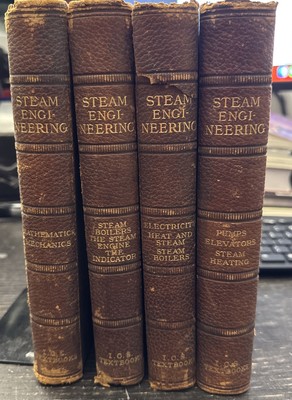 STEAM
ENGI-
NEERING
MATHEMATICS
MECHANICS
I.C.S.
TEXTBOOKS
STEAM
ENGI-
NEERING
STEAM
BOILERS
THE STEAM
ENGINE
THE
INDICATOR
I.C.S
TEXTBOOKS
STEAM
ENGI-
NEERING
ELECTRICITY
HEAT AND
STEAM
STEAM
BOILERS
I.C.S
TEXTBOOKS
STEAM
ENGI-
NEERING
PUMPS
ELEVATORS
STEAM
HEATING
TEXTBOOKS